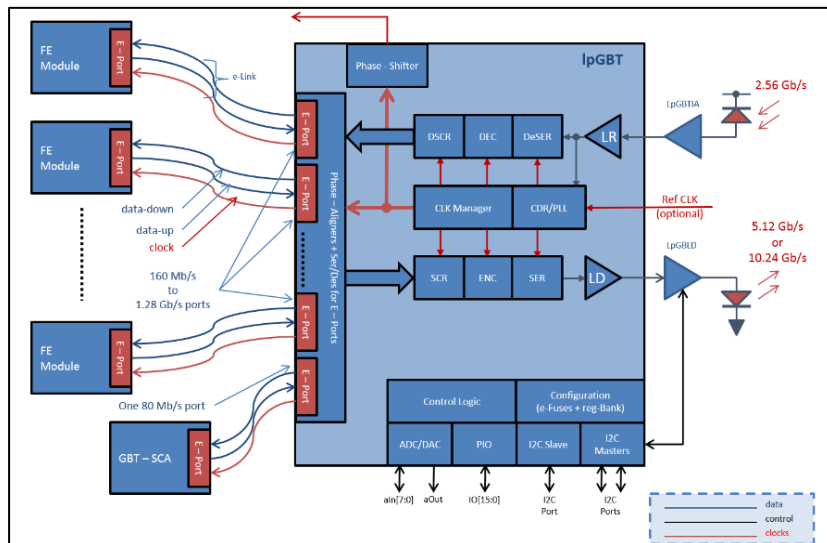 FE
Module
E – Port
e-Link
Phase - Shifter
lpGBT
LpGBTIA
2.56 Gb/s
E – Port
DSCR
DEC
DeSER
LR
FE
Module
E – Port
E – Port
Phase – Aligners + Ser/Des for E – Ports
CLK Manager
CDR/PLL
Ref CLK
(optional)
data-down
data-up
clock
160 Mb/s
to
1.28 Gb/s ports
SCR
ENC
SER
LD
LpGBLD
5.12 Gb/s
or
10.24 Gb/s
FE
Module
E – Port
E – Port
One 80 Mb/s port
E – Port
GBT – SCA
E – Port
Control Logic
Configuration
(e-Fuses + reg-Bank)
ADC/DAC
PIO
I2C Slave
I2C
Masters
aIn[7:0]
aOut
IO[15:0]
I2C
Port
I2C
Ports
data
control
clocks